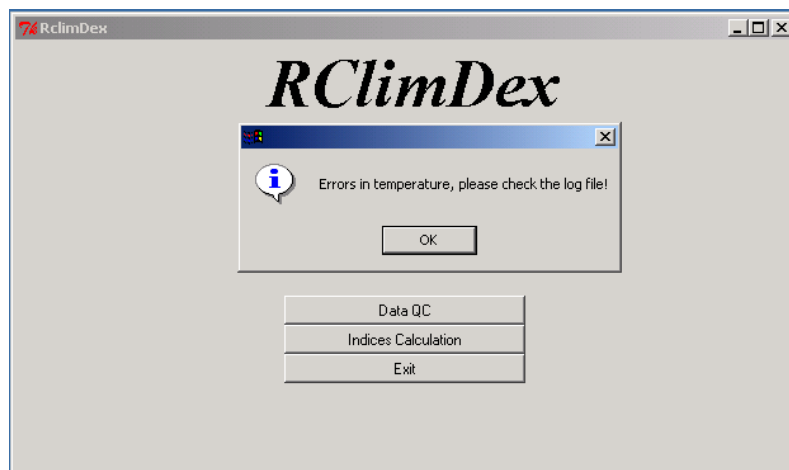 RclimDex
RClimDex
Errors in temperature, please check the log file!
OK
Data QC
Indices Calculation
Exit